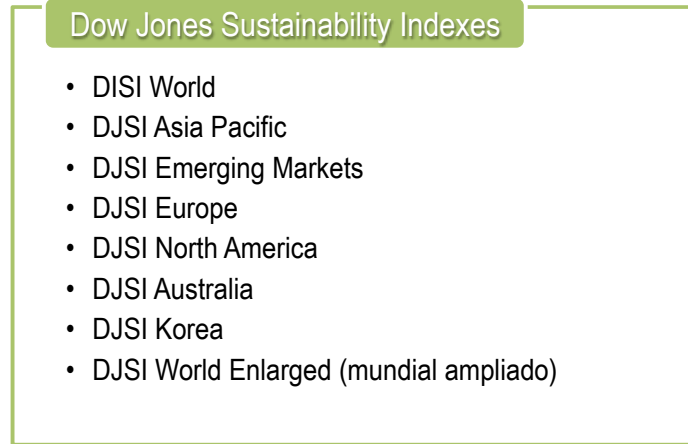 Dow Jones Sustainability Indexes
• DISI World
• DJSI Asia Pacific
• DJSI Emerging Markets
• DJSI Europe
• DJSI North America
• DJSI Australia
• DJSI Korea
• DJSI World Enlarged (mundial ampliado)